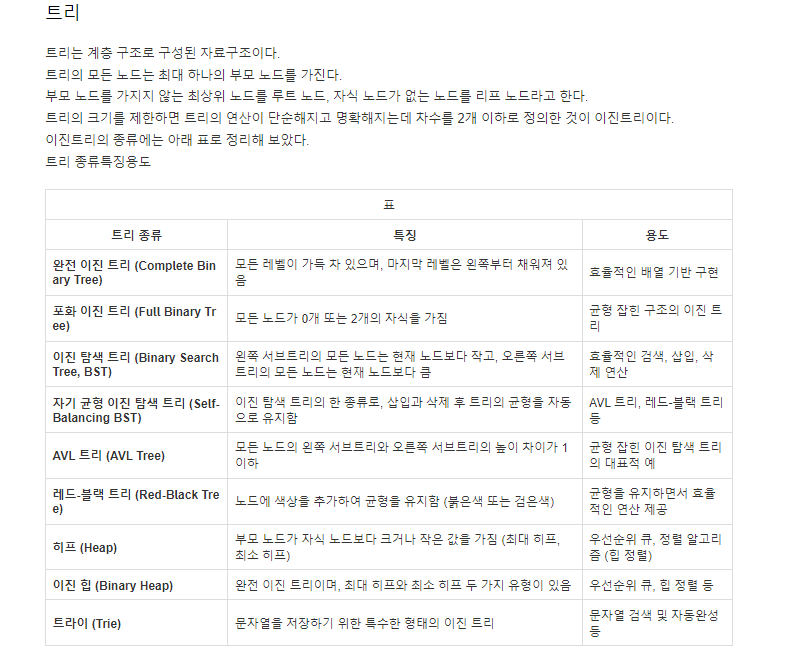 트리
트리는 계층 구조로 구성된 자료구조이다.
트리의 모든 노드는 최대 하나의 부모 노드를 가진다.
부모 노드를 가지지 않는 최상위 노드를 루트 노드, 자식 노드가 없는 노드를 리프 노드라고 한다.
트리의 크기를 제한하면 트리의 연산이 단순해지고 명확해지는데 차수를 2개 이하로 정의한 것이 이진트리이다.
이진트리의 종류에는 아래 표로 정리해 보았다.
트리 종류특징용도
표
트리 종류
특징
용도
완전 이진 트리 (Complete Bin
ary Tree)
모든 레벨이 가득 차 있으며, 마지막 레벨은 왼쪽부터 채워져 있
음
효율적인 배열 기반 구현
포화 이진 트리 (Full Binary Tr
ee)
모든 노드가 0개 또는 2개의 자식을 가짐
균형 잡힌 구조의 이진 트
리
이진 탐색 트리 (Binary Search
Tree, BST)
왼쪽 서브트리의 모든 노드는 현재 노드보다 작고, 오른쪽 서브
트리의 모든 노드는 현재 노드보다 큼
효율적인 검색, 삽입, 삭
제 연산
자기 균형 이진 탐색 트리 (Self-
Balancing BST)
이진 탐색 트리의 한 종류로, 삽입과 삭제 후 트리의 균형을 자동
으로 유지함
AVL 트리, 레드-블랙 트리
등
AVL 트리 (AVL Tree)
모든 노드의 왼쪽 서브트리와 오른쪽 서브트리의 높이 차이가 1
이하
균형 잡힌 이진 탐색 트리
의 대표적 예
레드-블랙 트리 (Red-Black Tre
e)
노드에 색상을 추가하여 균형을 유지함 (붉은색 또는 검은색)
균형을 유지하면서 효율
적인 연산 제공
히프 (Heap)
부모 노드가 자식 노드보다 크거나 작은 값을 가짐 (최대 히프,
최소 히프)
우선순위 큐, 정렬 알고리
즘 (힙 정렬)
이진 힙 (Binary Heap)
완전 이진 트리이며, 최대 히프와 최소 히프 두 가지 유형이 있음
우선순위 큐, 힙 정렬 등
트라이 (Trie)
문자열을 저장하기 위한 특수한 형태의 이진 트리
문자열 검색 및 자동완성
등